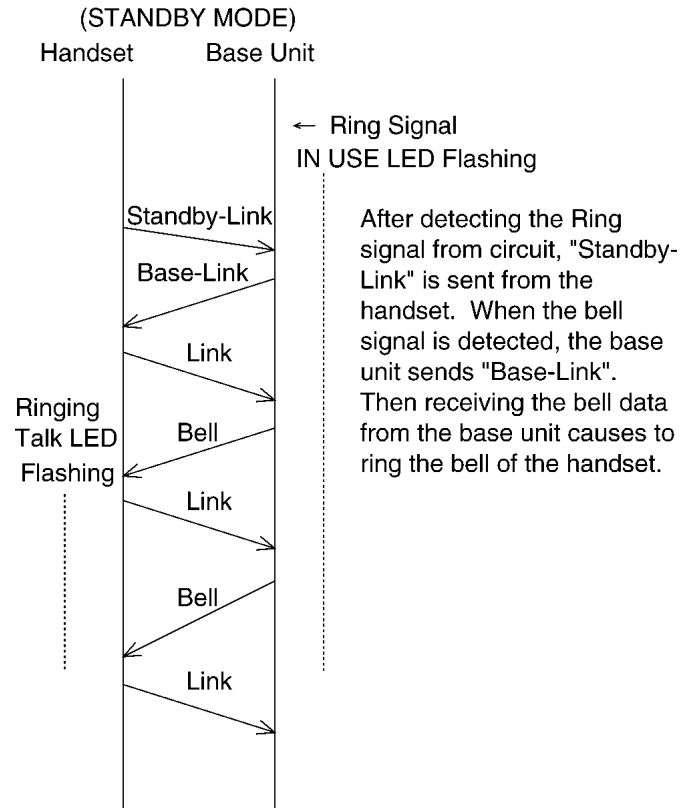 (STANDBY MODE)
Handset Base Unit
← Ring Signal
IN USE LED Flashing
Standby-Link
Base-Link
Link
Ringing
Talk LED
Flashing
Bell
Link
Bell
Link
After detecting the Ring
signal from circuit, "Standby-
Link" is sent from the
handset. When the bell
signal is detected, the base
unit sends "Base-Link".
Then receiving the bell data
from the base unit causes to
ring the bell of the handset.